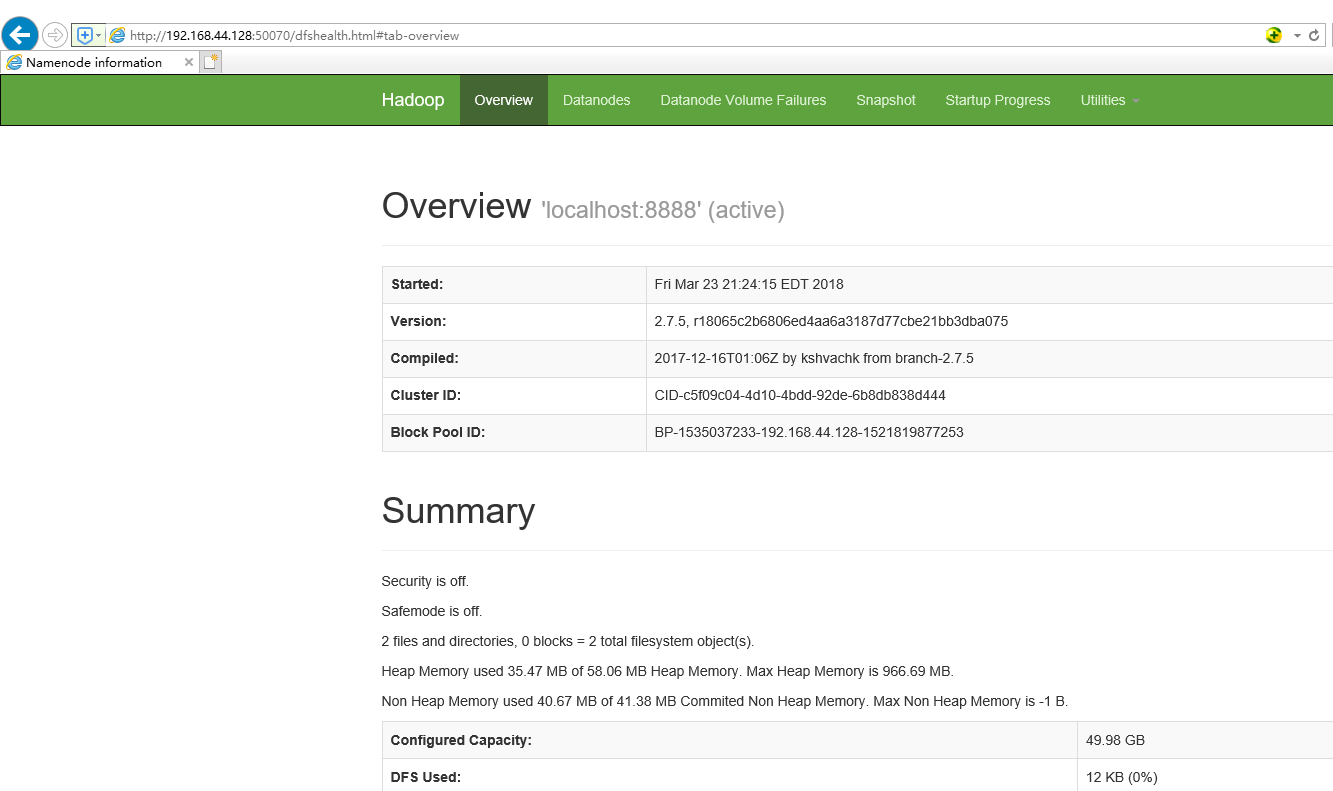 http://192.168.44.128:50070/dfshealth.html#tab-overview
Namenode information
Hadoop Overview Datanodes Datanode Volume Failures Snapshot Startup Progress Utilities
Overview 'localhost:8888' (active)
Started: Fri Mar 23 21:24:15 EDT 2018
Version: 2.7.5, r18065c2b6806ed4aa6a3187d77cbe21bb3dba075
Compiled: 2017-12-16T01:06Z by kshvachk from branch-2.7.5
Cluster ID: CID-c5f09c04-4d10-4bdd-92de-6b8db838d444
Block Pool ID: BP-1535037233-192.168.44.128-1521819877253
Summary
Security is off.
Safemode is off.
2 files and directories, 0 blocks = 2 total filesystem object(s).
Heap Memory used 35.47 MB of 58.06 MB Heap Memory. Max Heap Memory is 966.69 MB.
Non Heap Memory used 40.67 MB of 41.38 MB Commited Non Heap Memory. Max Non Heap Memory is -1 B.
Configured Capacity: 49.98 GB
DFS Used: 12 KB (0%)